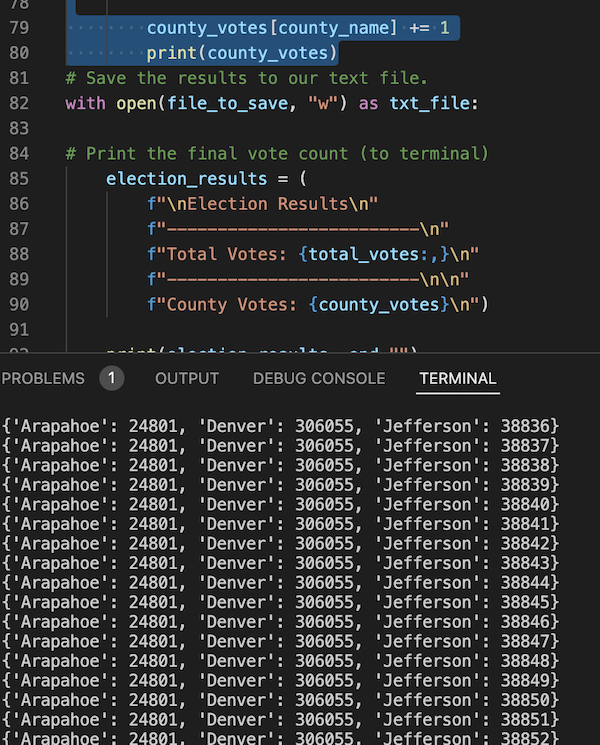 78
79 county_votes[county_name] += 1
80 print(county_votes)
81 # Save the results to our text file.
82 with open(file_to_save, "w") as txt_file:
83
84 # Print the final vote count (to terminal)
85 election_results = (
86 f"\nElection Results\n"
87 f"-------------------------\n"
88 f"Total Votes: {total_votes:,}\n"
89 f"-------------------------\n\n"
90 f"County Votes: {county_votes}\n")
91
92 print(election_results, end="")
PROBLEMS 1 OUTPUT DEBUG CONSOLE TERMINAL
{'Arapahoe': 24801, 'Denver': 306055, 'Jefferson': 38836}
{'Arapahoe': 24801, 'Denver': 306055, 'Jefferson': 38837}
{'Arapahoe': 24801, 'Denver': 306055, 'Jefferson': 38838}
{'Arapahoe': 24801, 'Denver': 306055, 'Jefferson': 38839}
{'Arapahoe': 24801, 'Denver': 306055, 'Jefferson': 38840}
{'Arapahoe': 24801, 'Denver': 306055, 'Jefferson': 38841}
{'Arapahoe': 24801, 'Denver': 306055, 'Jefferson': 38842}
{'Arapahoe': 24801, 'Denver': 306055, 'Jefferson': 38843}
{'Arapahoe': 24801, 'Denver': 306055, 'Jefferson': 38844}
{'Arapahoe': 24801, 'Denver': 306055, 'Jefferson': 38845}
{'Arapahoe': 24801, 'Denver': 306055, 'Jefferson': 38846}
{'Arapahoe': 24801, 'Denver': 306055, 'Jefferson': 38847}
{'Arapahoe': 24801, 'Denver': 306055, 'Jefferson': 38848}
{'Arapahoe': 24801, 'Denver': 306055, 'Jefferson': 38849}
{'Arapahoe': 24801, 'Denver': 306055, 'Jefferson': 38850}
{'Arapahoe': 24801, 'Denver': 306055, 'Jefferson': 38851}
{'Arapahoe': 24801, 'Denver': 306055, 'Jefferson': 38852}